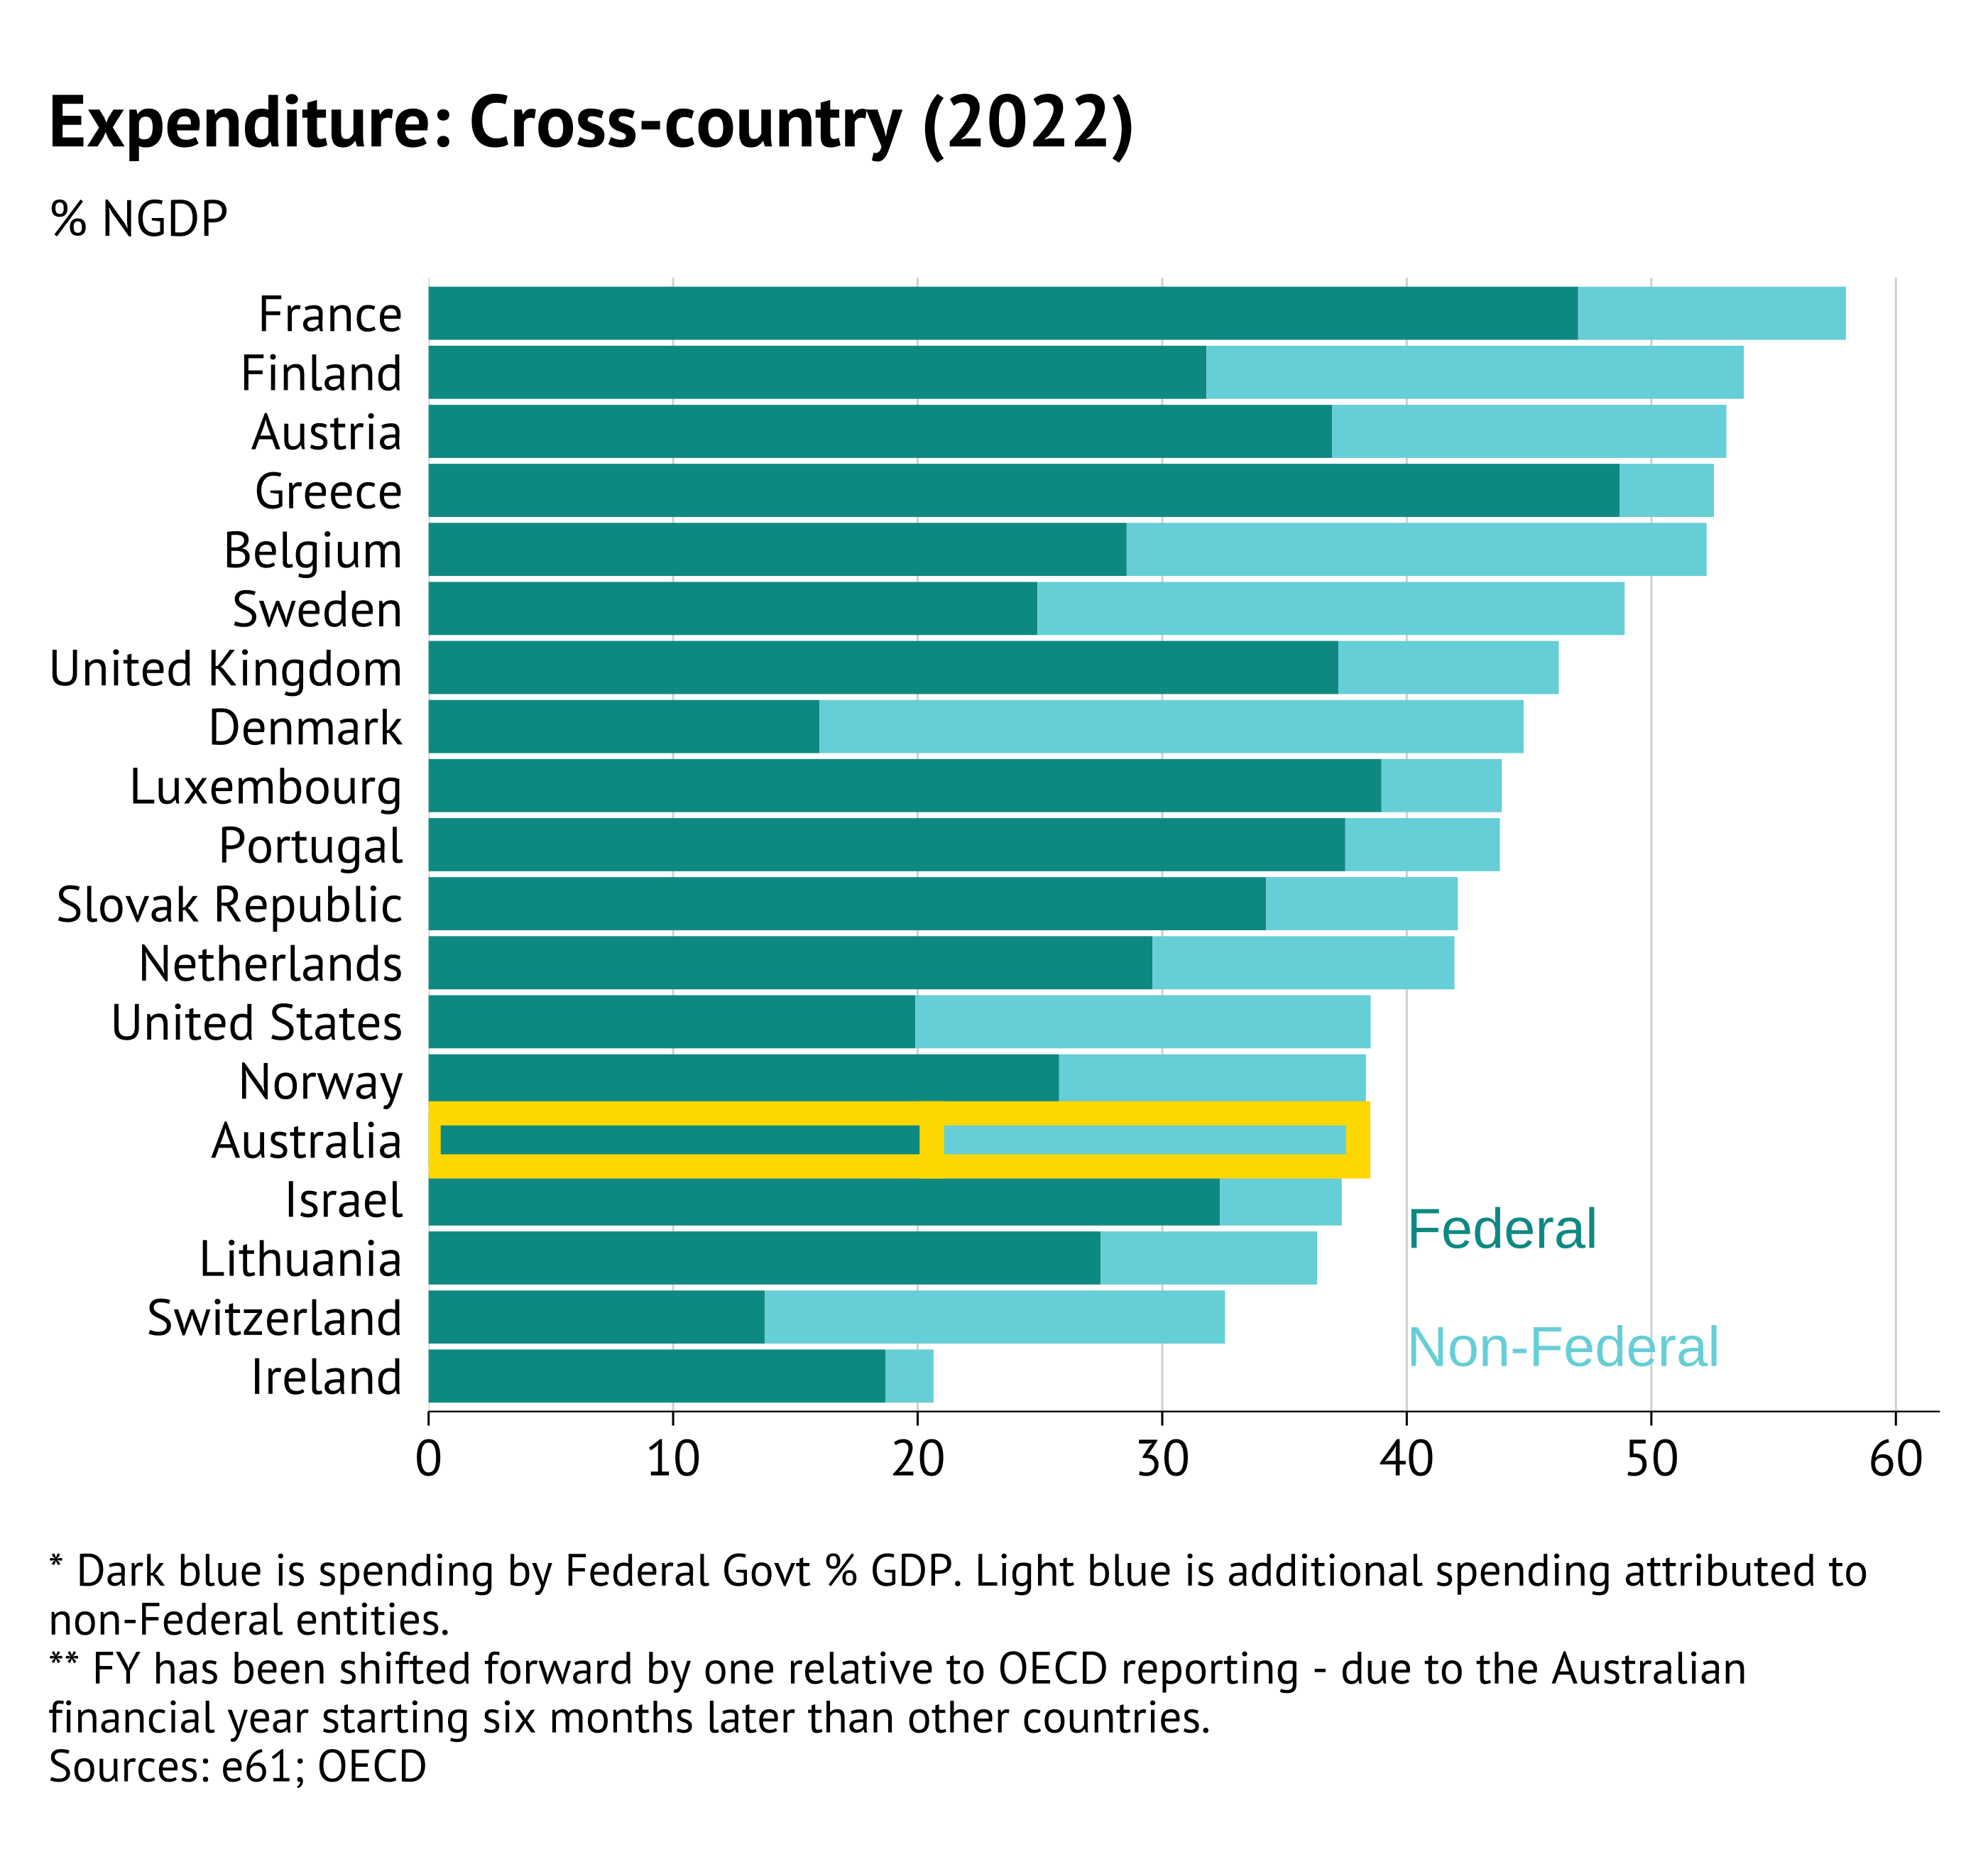 Expenditure: Cross-country (2022)
% NGDP
France
Finland
Austria
Greece
Belgium
Sweden
United Kingdom
Denmark
Luxembourg
Portugal
Slovak Republic
Netherlands
United States
Norway
Australia
Israel
Lithuania
Switzerland
Ireland
Federal
Non-Federal
0 10 20 30 40 50 60
* Dark blue is spending by Federal Govt % GDP. Light blue is additional spending attributed to
non-Federal entities.
** FY has been shifted forward by one relative to OECD reporting - due to the Australian
financial year starting six months later than other countries.
Sources: e61; OECD